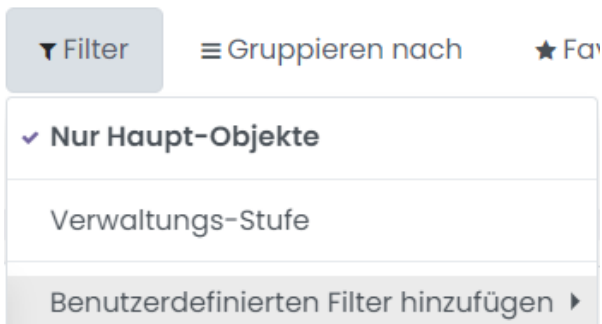 Filter Gruppieren nach Fav
Nur Haupt-Objekte
Verwaltungs-Stufe
Benutzerdefinierten Filter hinzufügen